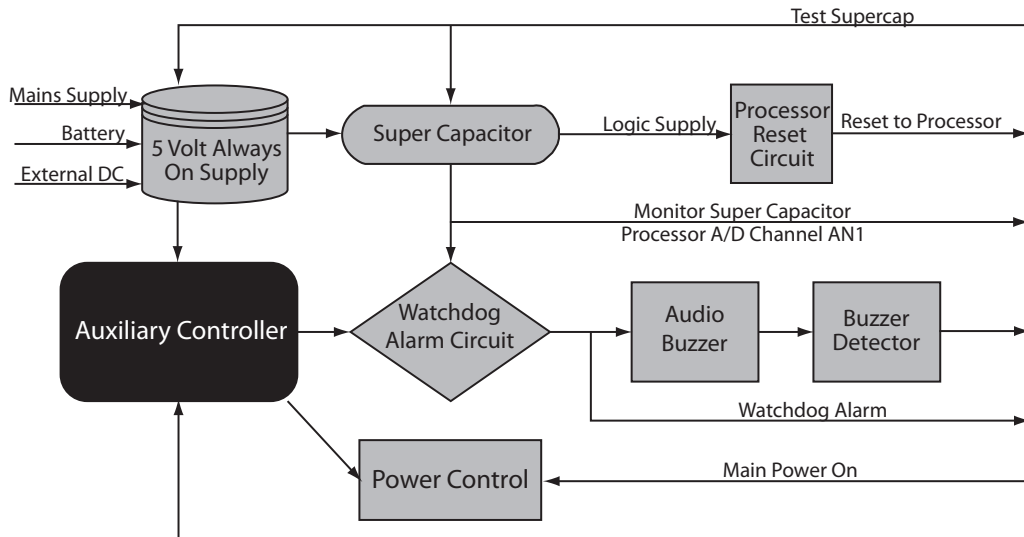 Test Supercap
Mains Supply
Battery
External DC
5 Volt Always
On Supply
Super Capacitor
Logic Supply
Processor
Reset
Circuit
Reset to Processor
Monitor Super Capacitor
Processor A/D Channel AN1
Auxiliary Controller
Watchdog
Alarm Circuit
Audio
Buzzer
Buzzer
Detector
Watchdog Alarm
Power Control
Main Power On